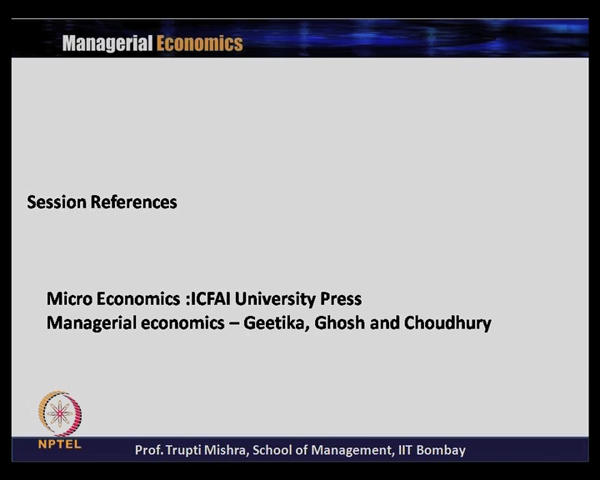 Managerial Economics
Session References
Micro Economics :ICFAI University Press
Managerial economics – Geetika, Ghosh and Choudhury
NPTEL
Prof. Trupti Mishra, School of Management, IIT Bombay